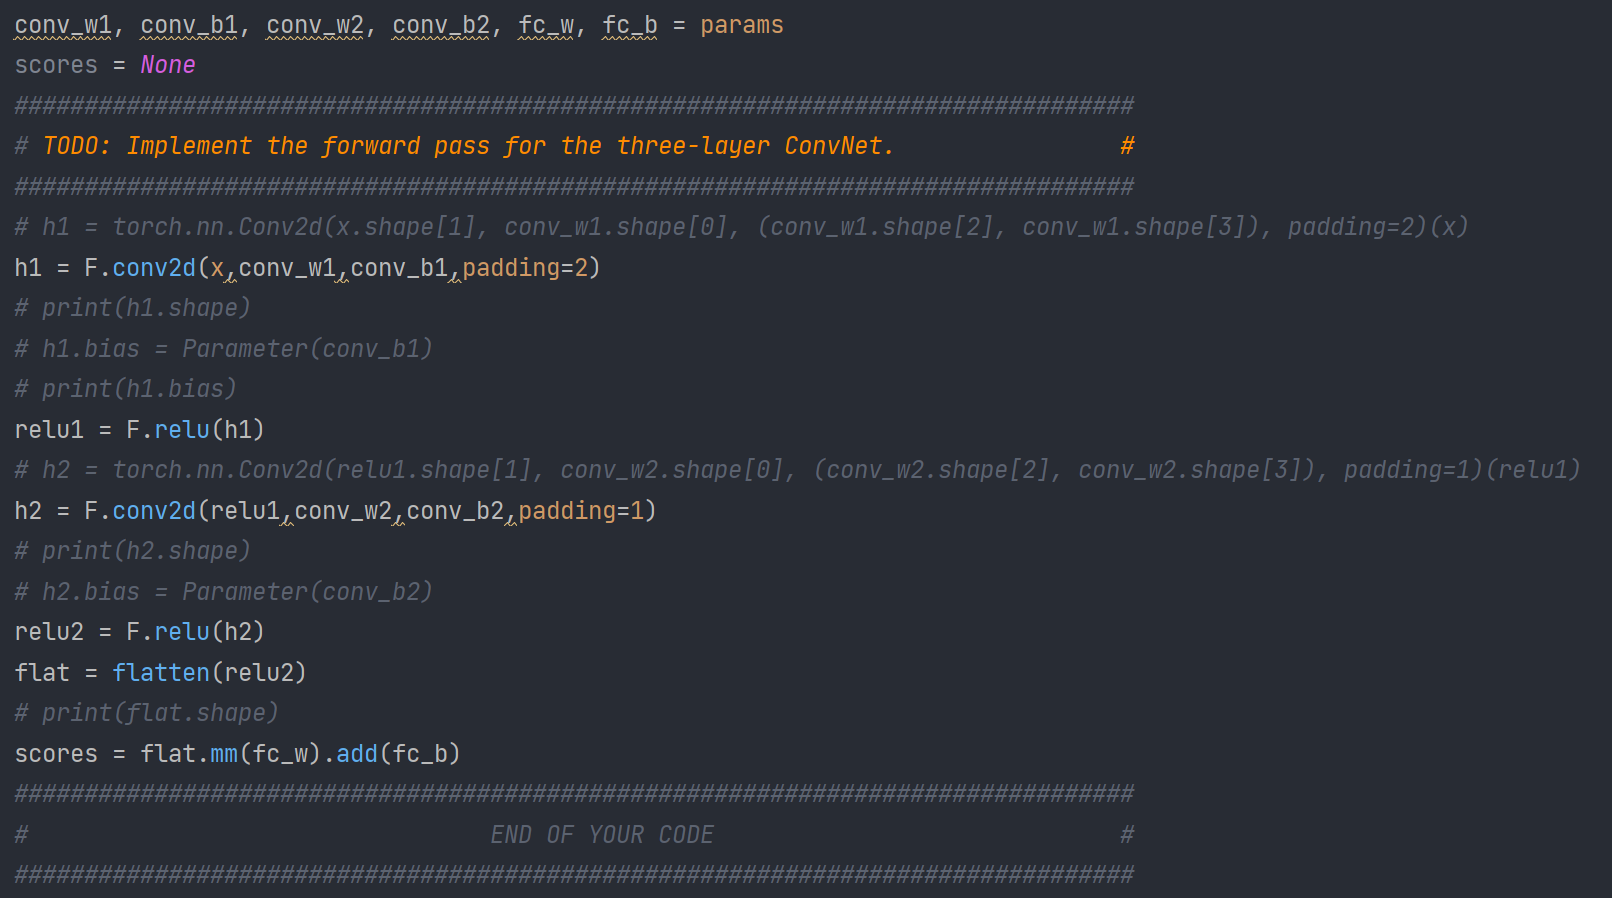 conv_w1, conv_b1, conv_w2, conv_b2, fc_w, fc_b = params
scores = None
################################################################################
# TODO: Implement the forward pass for the three-layer ConvNet.                #
################################################################################
# h1 = torch.nn.Conv2d(x.shape[1], conv_w1.shape[0], (conv_w1.shape[2], conv_w1.shape[3]), padding=2)(x)
h1 = F.conv2d(x,conv_w1,conv_b1,padding=2)
# print(h1.shape)
# h1.bias = Parameter(conv_b1)
# print(h1.bias)
relu1 = F.relu(h1)
# h2 = torch.nn.Conv2d(relu1.shape[1], conv_w2.shape[0], (conv_w2.shape[2], conv_w2.shape[3]), padding=1)(relu1)
h2 = F.conv2d(relu1,conv_w2,conv_b2,padding=1)
# print(h2.shape)
# h2.bias = Parameter(conv_b2)
relu2 = F.relu(h2)
flat = flatten(relu2)
# print(flat.shape)
scores = flat.mm(fc_w).add(fc_b)
################################################################################
#                                 END OF YOUR CODE                             #
################################################################################